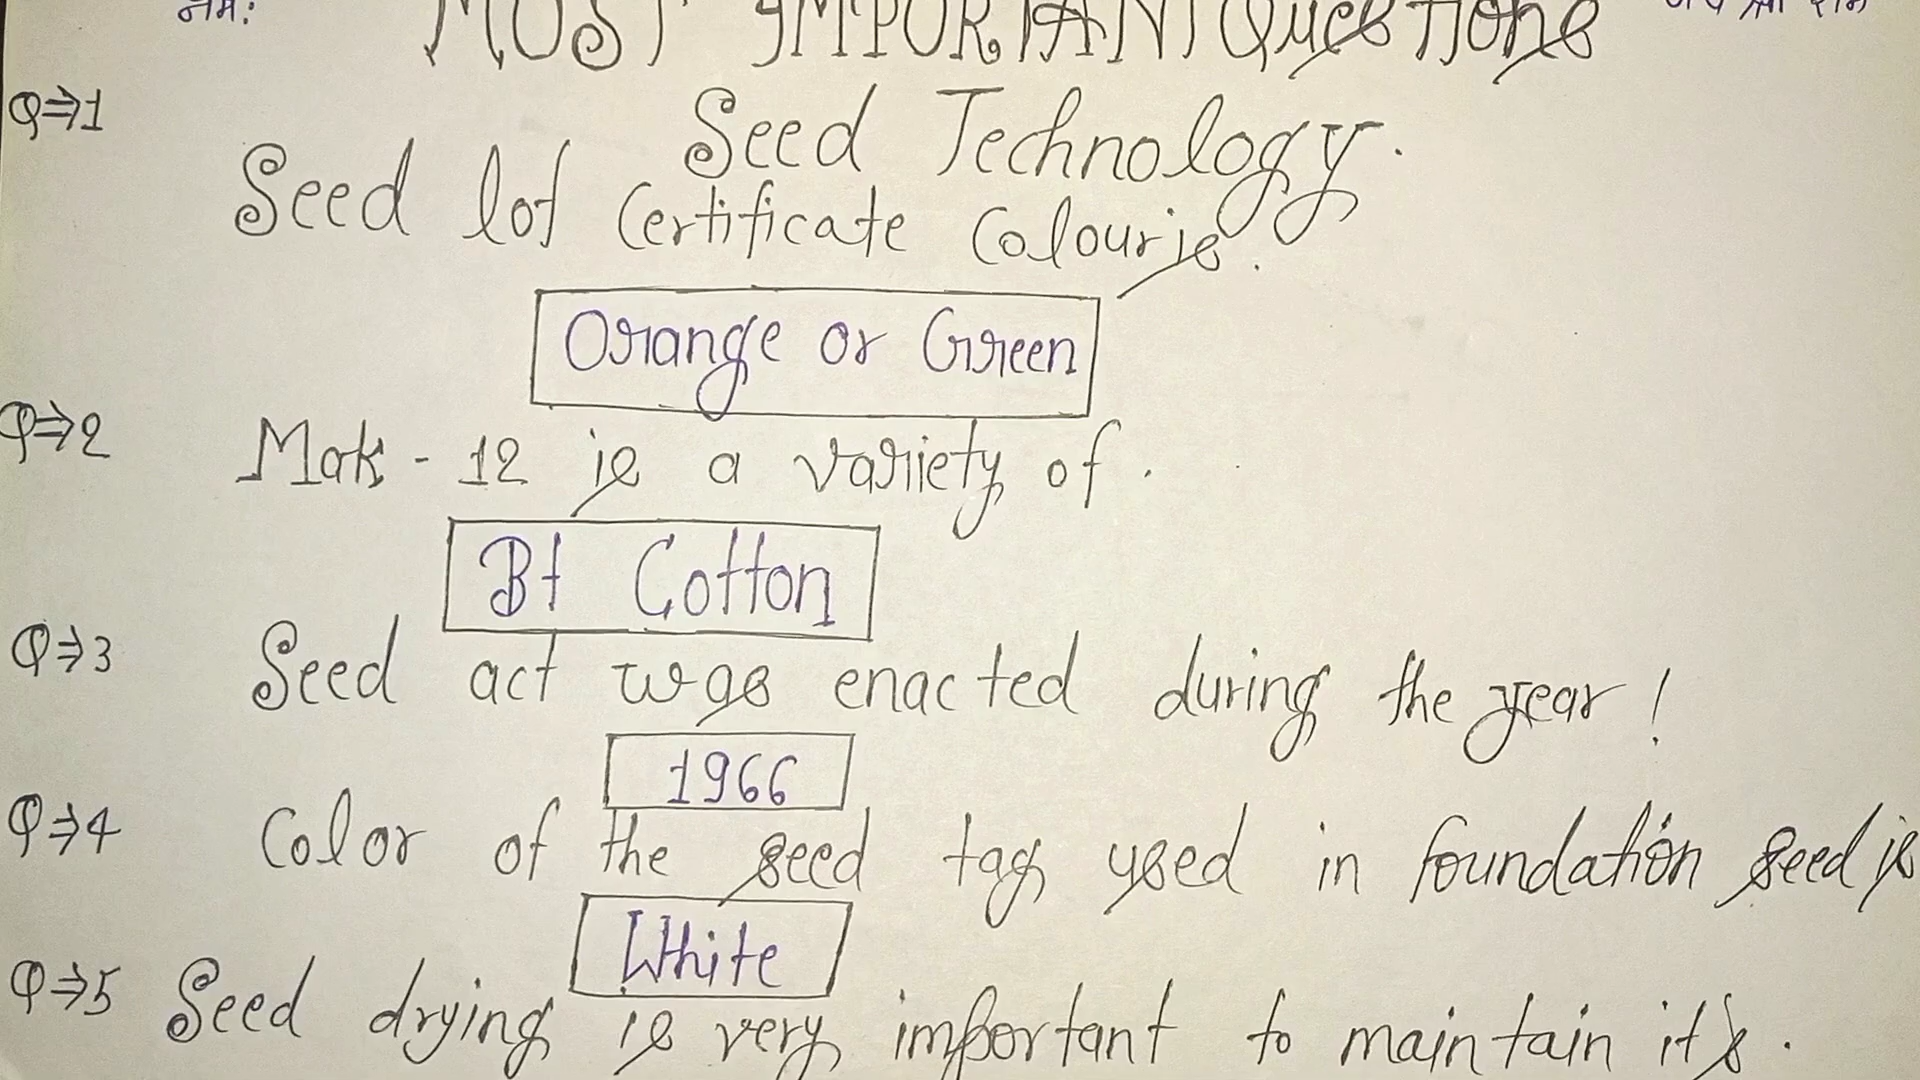 नम:
MOST IMPORTANT Questions
Seed Technology.
Q⇒1
Seed lot Certificate Colour is.
Orange or Green
Q⇒2 Mak - 12 is a variety of.
Bt Cotton
Q⇒3 Seed act was enacted during the year!
1966
Q⇒4 Color of the seed tag used in foundation seed is
White
Q⇒5 Seed drying is very important to maintain it's.